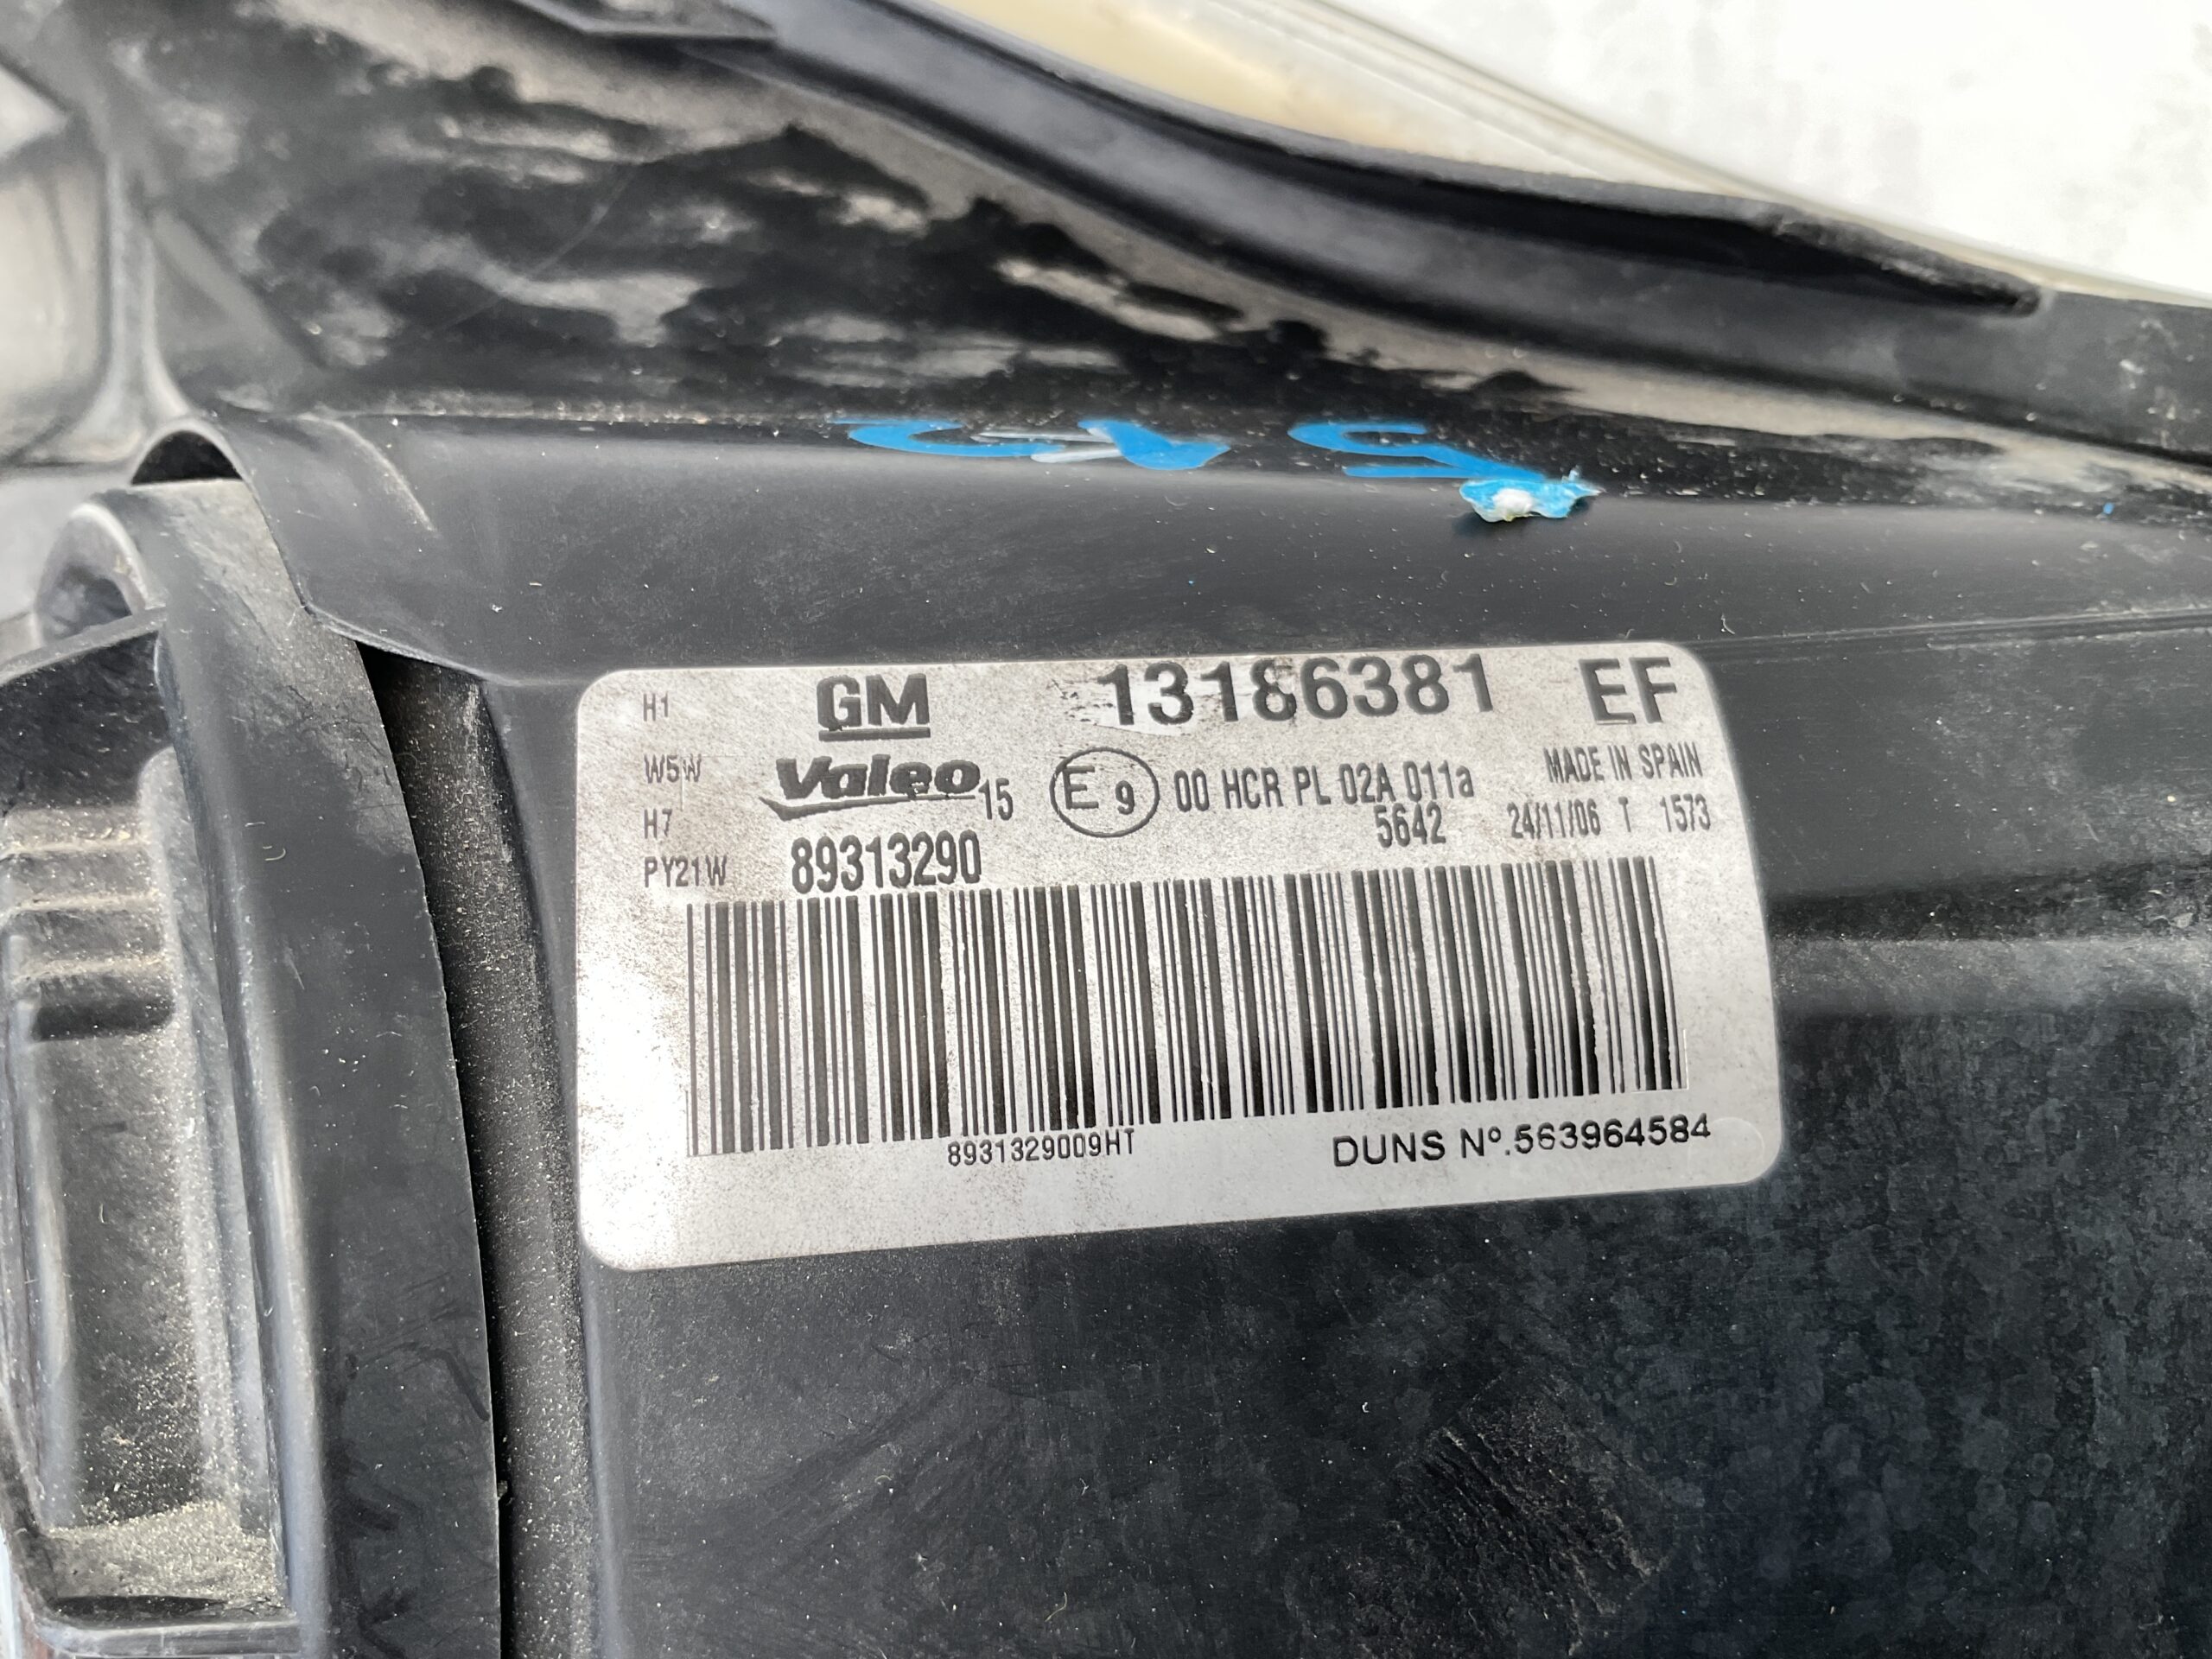 H1 GM 13186381 EF
W5W Valeo 15 E 9 00 HCR PL 02A 011a MADE IN SPAIN
H7 5642 24/11/06 T 1573
PY21W 89313290
8931329009HT DUNS Nº.563964584